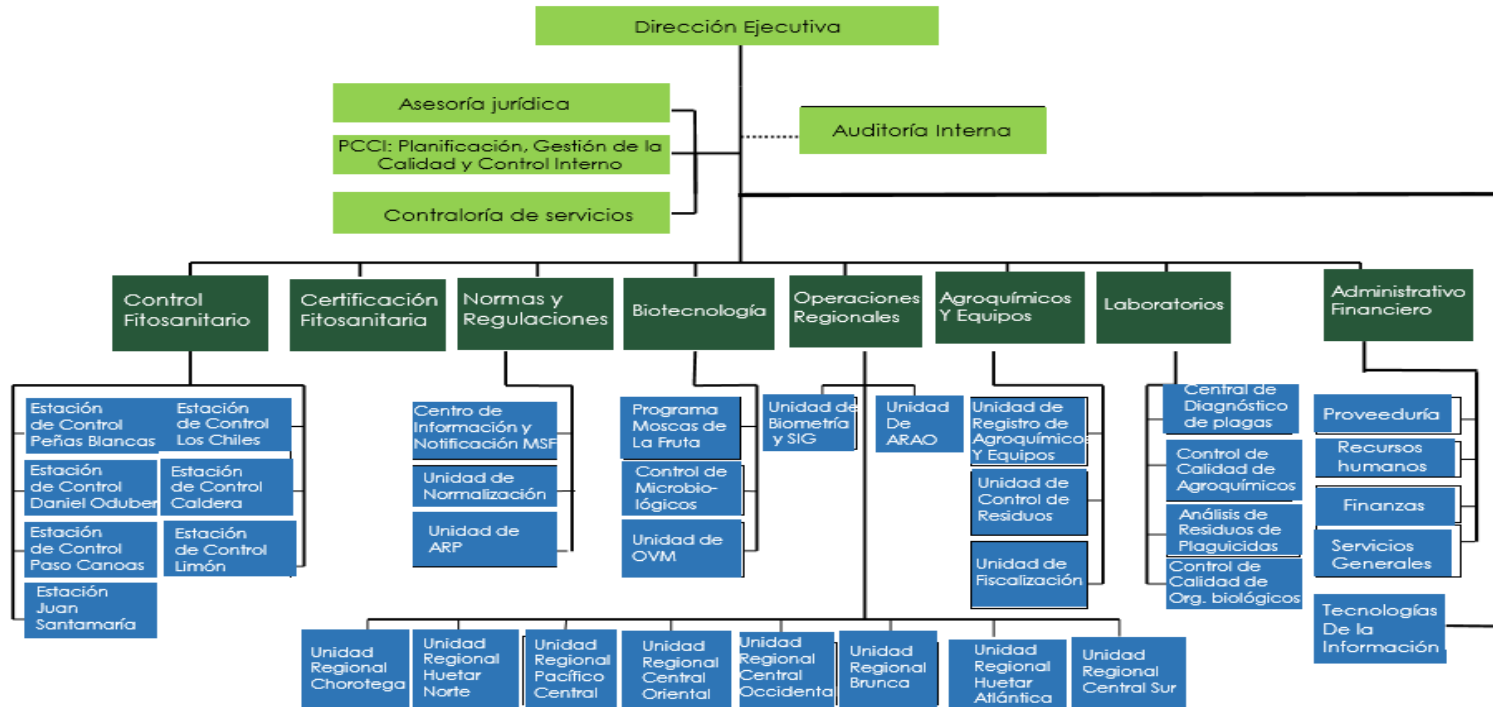 Dirección Ejecutiva
Asesoría jurídica
Auditoría Interna
PCCI: Planificación, Gestión de la
Calidad y Control Interno
Contraloría de servicios
Control
Fitosanitario
Certificación
Fitosanitaria
Normas y
Regulaciones
Biotecnología
Operaciones
Regionales
Agroquímicos
Y Equipos
Laboratorios
Administrativo
Financiero
Estación
de Control
Peñas Blancas
Estación
de Control
Los Chiles
Estación
de Control
Daniel Oduber
Estación
de Control
Caldera
Estación
de Control
Paso Canoas
Estación
de Control
Limón
Estación
Juan
Santamaría
Centro de
Información y
Notificación MSF
Unidad de
Normalización
Unidad de
ARP
Programa
Moscas de
La Fruta
Control de
Microbio-
lógicos
Unidad de
OVM
Unidad de
Biometría
y SIG
Unidad
De
ARAO
Unidad de
Registro de
Agroquímicos
Y Equipos
Unidad de
Control de
Residuos
Unidad de
Fiscalización
Central de
Diagnóstico
de plagas
Control de
Calidad de
Agroquímicos
Análisis de
Residuos de
Plaguicidas
Control de
Calidad de
Org. biológicos
Proveeduría
Recursos
humanos
Finanzas
Servicios
Generales
Tecnologías
De la
Información
Unidad
Regional
Chorotega
Unidad
Regional
Huetar
Norte
Unidad
Regional
Pacífico
Central
Unidad
Regional
Central
Oriental
Unidad
Regional
Central
Occidental
Unidad
Regional
Brunca
Unidad
Regional
Huetar
Atlántica
Unidad
Regional
Central Sur